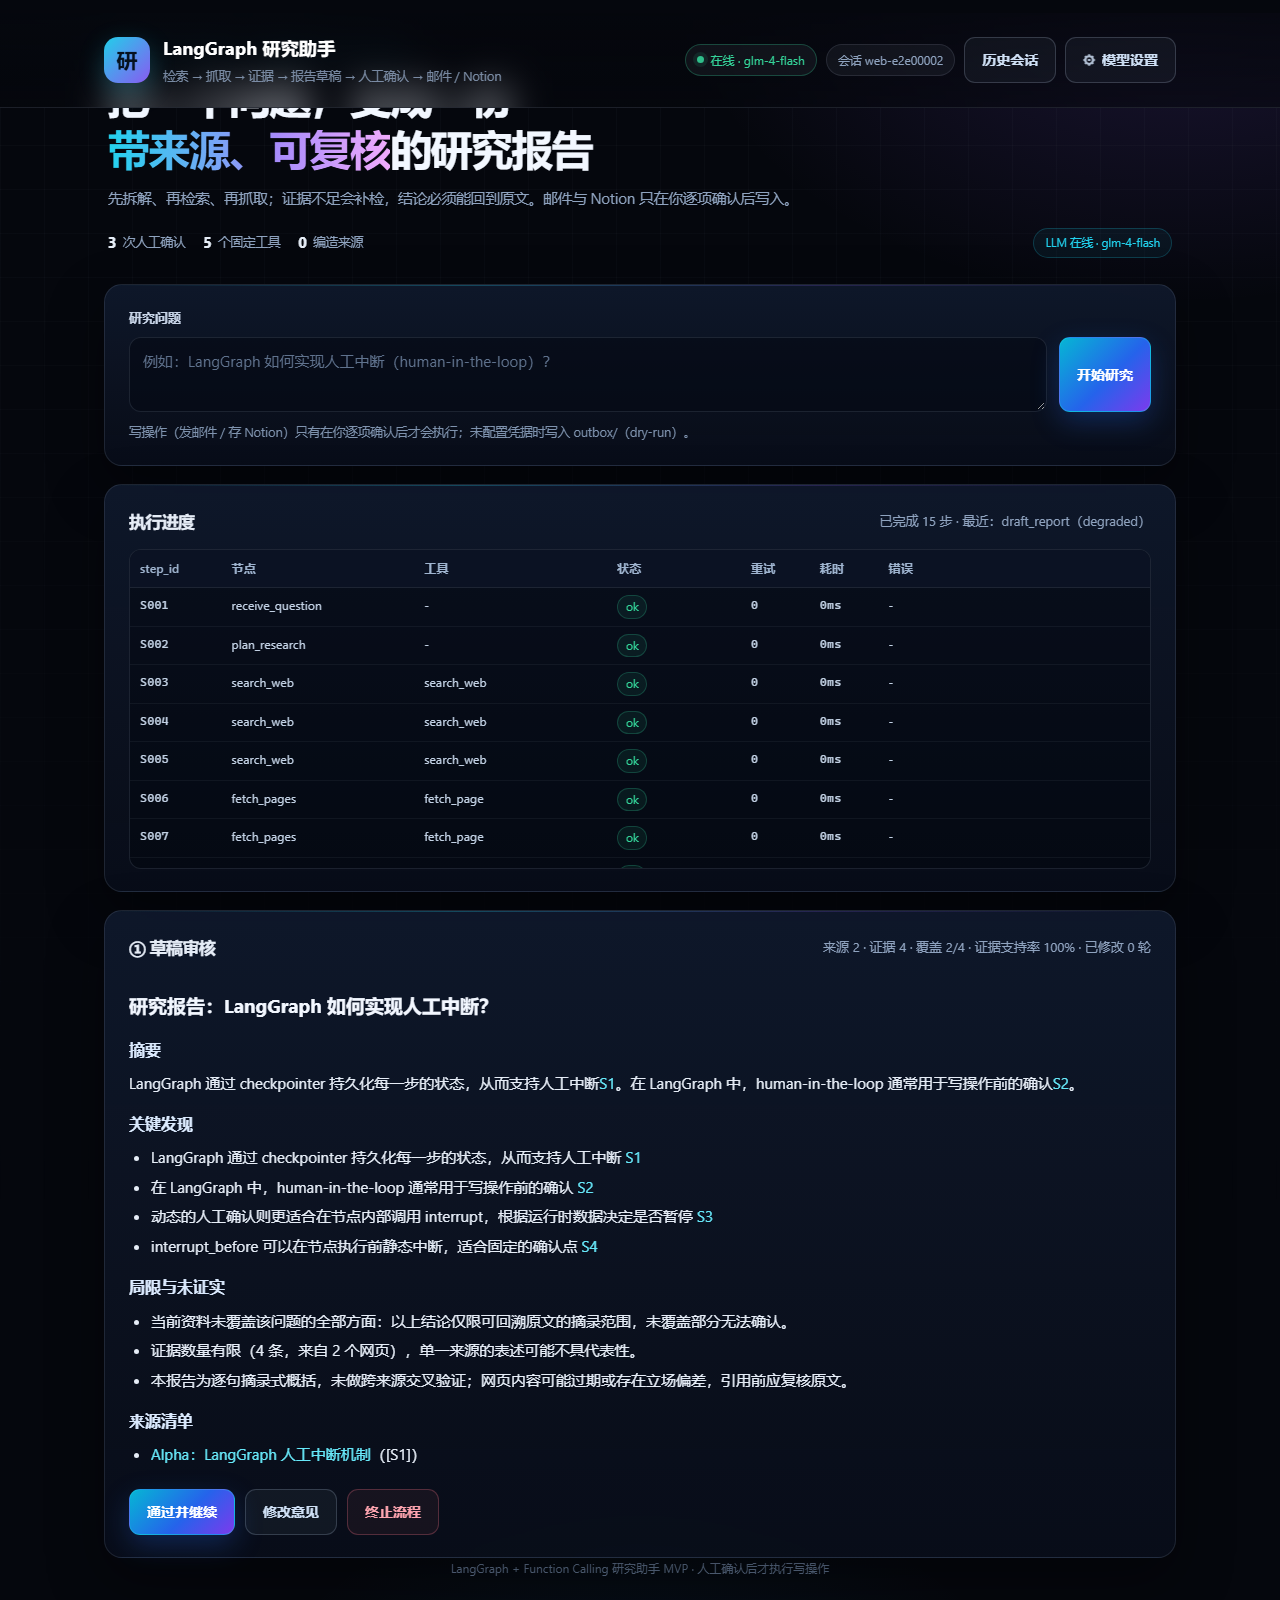 研
LangGraph 研究助手
检索 → 抓取 → 证据 → 报告草稿 → 人工确认 → 邮件 / Notion
在线 · glm-4-flash
会话 web-e2e00002
历史会话
⚙ 模型设置
把一个问题，变成一份
带来源、可复核的研究报告
先拆解、再检索、再抓取；证据不足会补检，结论必须能回到原文。邮件与 Notion 只在你逐项确认后写入。
3 次人工确认 5 个固定工具 0 编造来源
LLM 在线 · glm-4-flash
研究问题
例如：LangGraph 如何实现人工中断（human-in-the-loop）？
开始研究
写操作（发邮件 / 存 Notion）只有在你逐项确认后才会执行；未配置凭据时写入 outbox/（dry-run）。
执行进度
已完成 15 步 · 最近：draft_report（degraded）
step_id 节点 工具 状态 重试 耗时 错误
S001 receive_question - ok 0 0ms -
S002 plan_research - ok 0 0ms -
S003 search_web search_web ok 0 0ms -
S004 search_web search_web ok 0 0ms -
S005 search_web search_web ok 0 0ms -
S006 fetch_pages fetch_page ok 0 0ms -
S007 fetch_pages fetch_page ok 0 0ms -
① 草稿审核
来源 2 · 证据 4 · 覆盖 2/4 · 证据支持率 100% · 已修改 0 轮
研究报告：LangGraph 如何实现人工中断？
摘要
LangGraph 通过 checkpointer 持久化每一步的状态，从而支持人工中断S1。在 LangGraph 中，human-in-the-loop 通常用于写操作前的确认S2。
关键发现
• LangGraph 通过 checkpointer 持久化每一步的状态，从而支持人工中断 S1
• 在 LangGraph 中，human-in-the-loop 通常用于写操作前的确认 S2
• 动态的人工确认则更适合在节点内部调用 interrupt，根据运行时数据决定是否暂停 S3
• interrupt_before 可以在节点执行前静态中断，适合固定的确认点 S4
局限与未证实
• 当前资料未覆盖该问题的全部方面：以上结论仅限可回溯原文的摘录范围，未覆盖部分无法确认。
• 证据数量有限（4 条，来自 2 个网页），单一来源的表述可能不具代表性。
• 本报告为逐句摘录式概括，未做跨来源交叉验证；网页内容可能过期或存在立场偏差，引用前应复核原文。
来源清单
• Alpha：LangGraph 人工中断机制（[S1]）
通过并继续
修改意见
终止流程
LangGraph + Function Calling 研究助手 MVP · 人工确认后才执行写操作